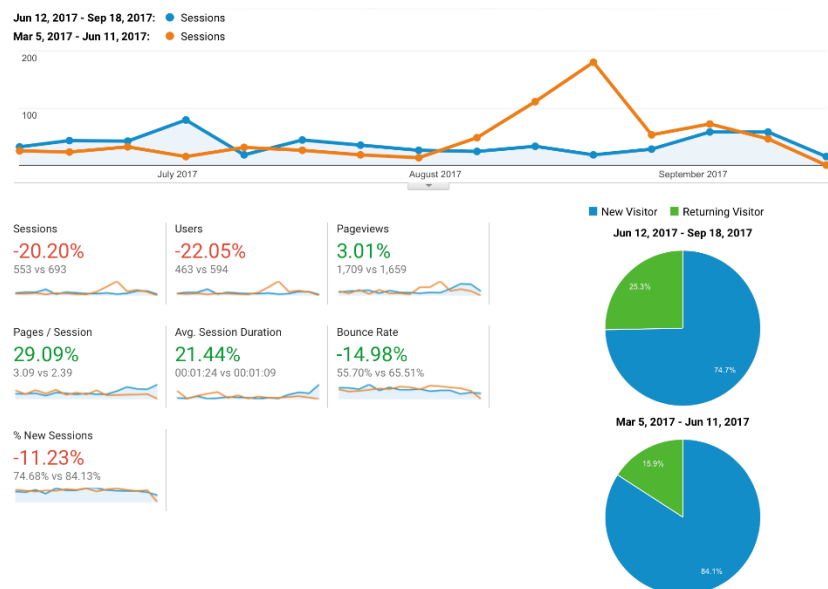 Jun 12, 2017 - Sep 18, 2017: Sessions
Mar 5, 2017 - Jun 11, 2017: Sessions
200
100
July 2017 August 2017 September 2017
New Visitor Returning Visitor
Jun 12, 2017 - Sep 18, 2017
25.3%
74.7%
Sessions
-20.20%
553 vs 693
Users
-22.05%
463 vs 594
Pageviews
3.01%
1,709 vs 1,659
Pages / Session
29.09%
3.09 vs 2.39
Avg. Session Duration
21.44%
00:01:24 vs 00:01:09
Bounce Rate
-14.98%
55.70% vs 65.51%
% New Sessions
-11.23%
74.68% vs 84.13%
Mar 5, 2017 - Jun 11, 2017
15.9%
84.1%